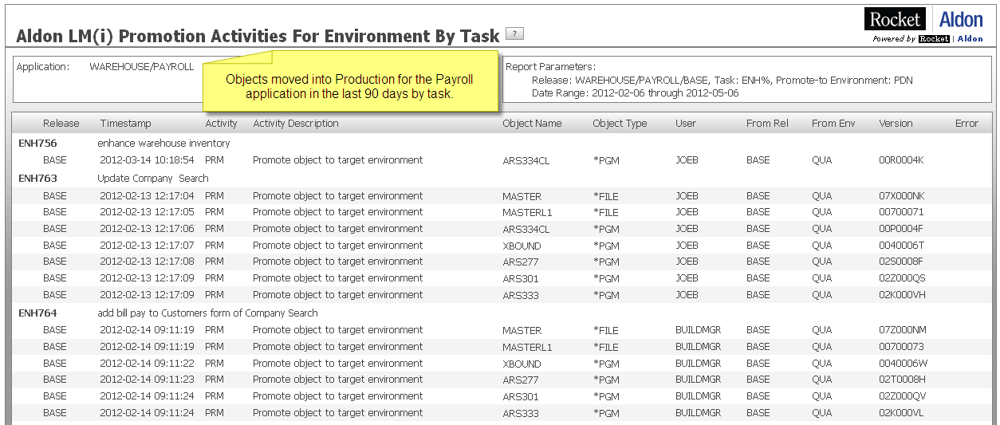 Rocket Aldon
Aldon LM(i) Promotion Activities For Environment By Task ?
Powered by Rocket | Aldon
Application: WAREHOUSE/PAYROLL
Objects moved into Production for the Payroll
application in the last 90 days by task.
Report Parameters:
Release: WAREHOUSE/PAYROLL/BASE, Task: ENH%, Promote-to Environment: PDN
Date Range: 2012-02-06 through 2012-05-06
Release Timestamp Activity Activity Description Object Name Object Type User From Rel From Env Version Error
ENH756 enhance warehouse inventory
BASE 2012-03-14 10:18:54 PRM Promote object to target environment ARS334CL *PGM JOEB BASE QUA 00R0004K
ENH763 Update Company Search
BASE 2012-02-13 12:17:04 PRM Promote object to target environment MASTER *FILE JOEB BASE QUA 07X000NK
BASE 2012-02-13 12:17:05 PRM Promote object to target environment MASTERL1 *FILE JOEB BASE QUA 00700071
BASE 2012-02-13 12:17:06 PRM Promote object to target environment ARS334CL *PGM JOEB BASE QUA 00P0004F
BASE 2012-02-13 12:17:07 PRM Promote object to target environment XBOUND *PGM JOEB BASE QUA 0040006T
BASE 2012-02-13 12:17:08 PRM Promote object to target environment ARS277 *PGM JOEB BASE QUA 02S0008F
BASE 2012-02-13 12:17:09 PRM Promote object to target environment ARS301 *PGM JOEB BASE QUA 02Z000QS
BASE 2012-02-13 12:17:09 PRM Promote object to target environment ARS333 *PGM JOEB BASE QUA 02K000VH
ENH764 add bill pay to Customers form of Company Search
BASE 2012-02-14 09:11:19 PRM Promote object to target environment MASTER *FILE BUILDMGR BASE QUA 07Z000NM
BASE 2012-02-14 09:11:19 PRM Promote object to target environment MASTERL1 *FILE BUILDMGR BASE QUA 00700073
BASE 2012-02-14 09:11:22 PRM Promote object to target environment XBOUND *PGM BUILDMGR BASE QUA 0040006W
BASE 2012-02-14 09:11:23 PRM Promote object to target environment ARS277 *PGM BUILDMGR BASE QUA 02T0008H
BASE 2012-02-14 09:11:24 PRM Promote object to target environment ARS301 *PGM BUILDMGR BASE QUA 02Z000QV
BASE 2012-02-14 09:11:24 PRM Promote object to target environment ARS333 *PGM BUILDMGR BASE QUA 02K000VL